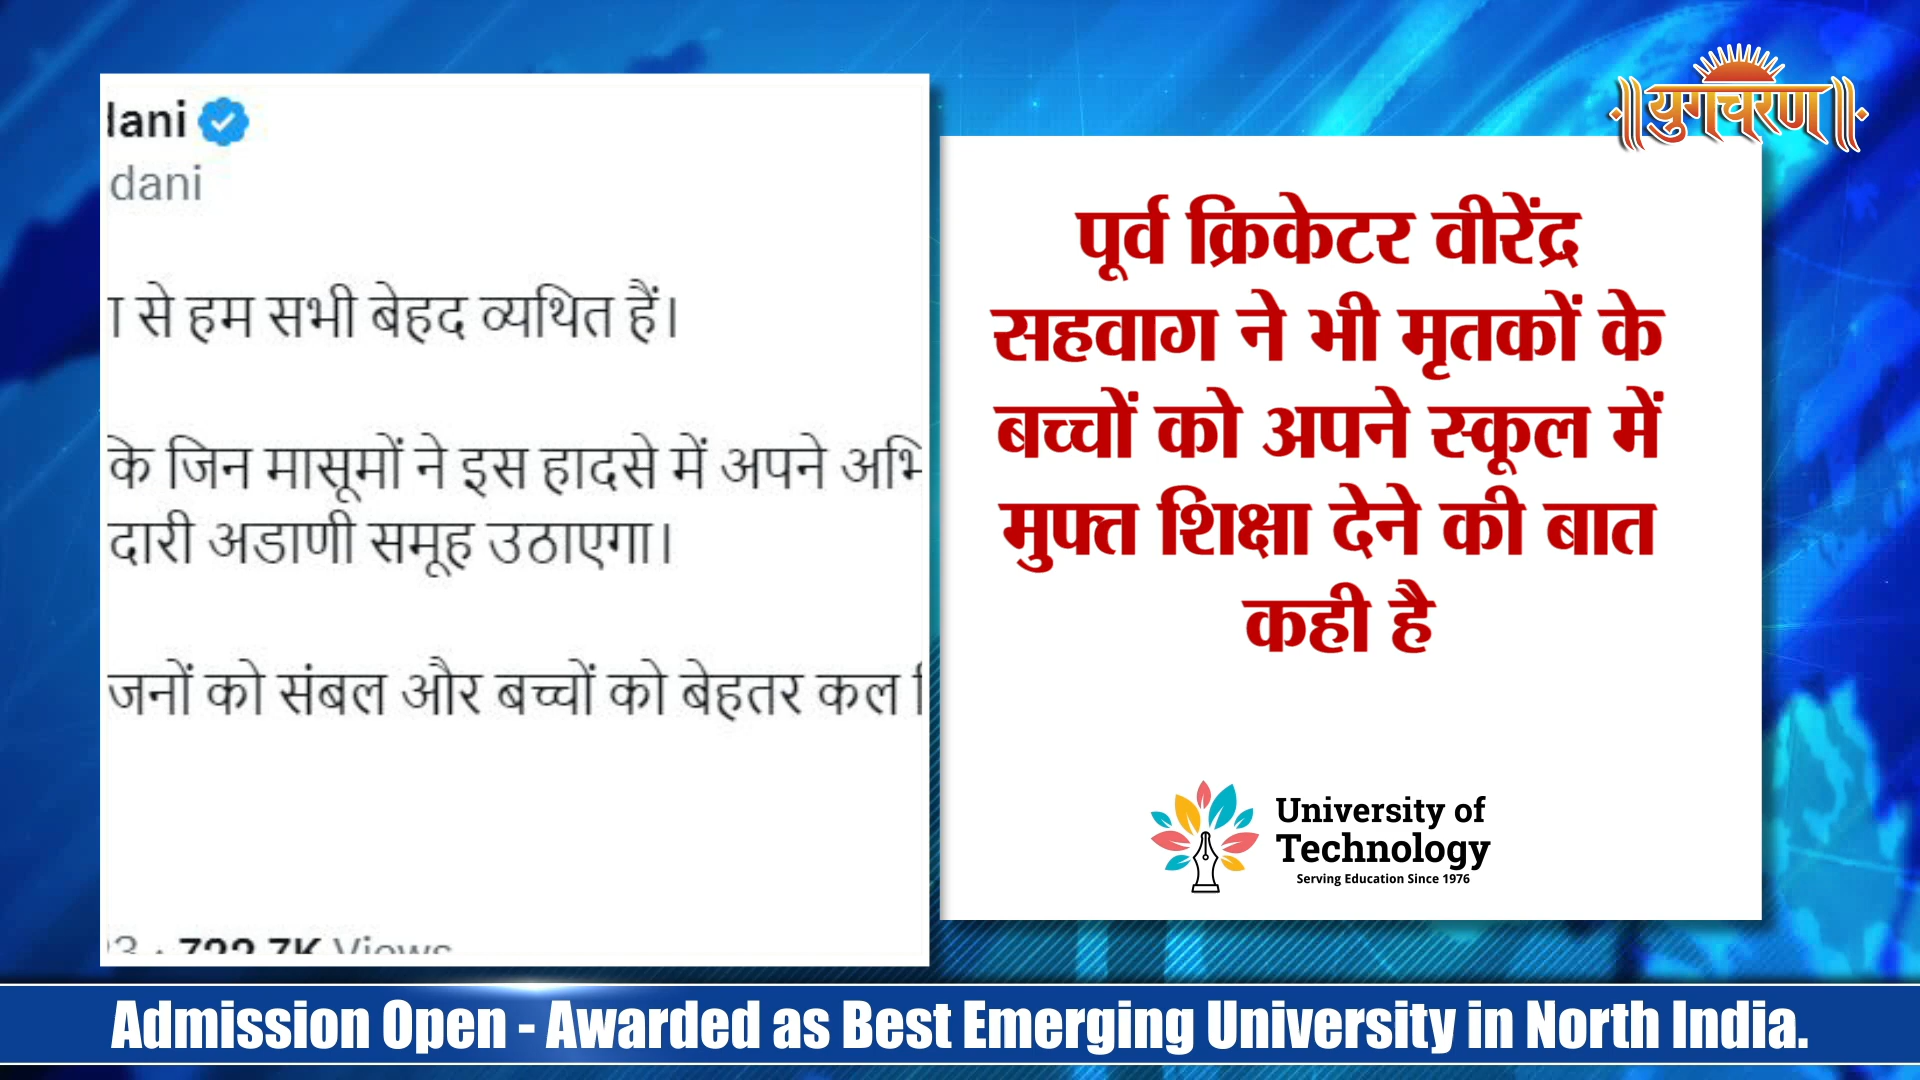 dani
से हम सभी बेहद व्यथित हैं।
के जिन मासूमों ने इस हादसे में अपने
दारी अडाणी समूह उठाएगा।
जनों को संबल और बच्चों को बेहतर कल
युगचरण
पूर्व क्रिकेटर वीरेंद्र
सहवाग ने भी मृतकों के
बच्चों को अपने स्कूल में
मुफ्त शिक्षा देने की बात
कही है
University of
Technology
Serving Education Since 1976
Admission Open - Awarded as Best Emerging University in North India.